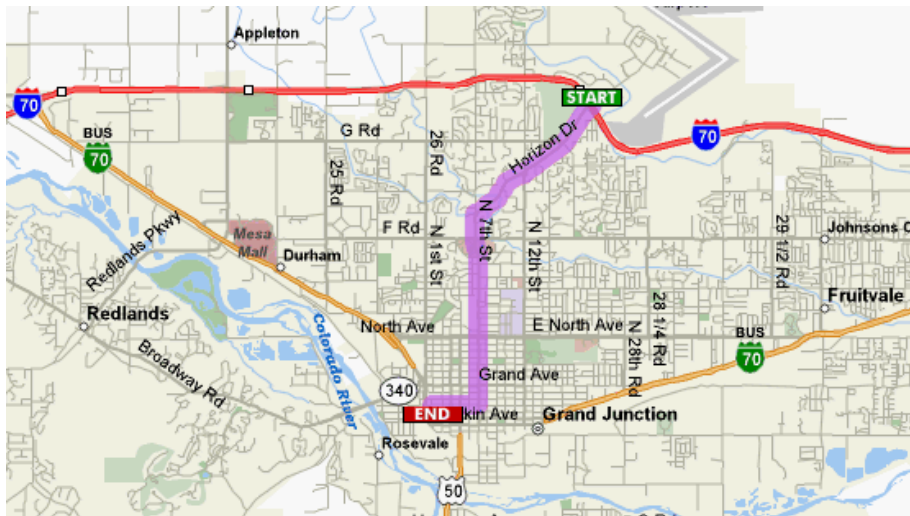 Appleton
START
70
G Rd
BUS
70
26 Rd
Horizon Dr
70
25 Rd
Redlands Pkwy
Mesa
Mall
F Rd
N 1st St
N 7th St
N 12th St
29 1/2 Rd
Johnsons C
Durham
Redlands
Colorado River
North Ave
E North Ave
28 1/4 Rd
N 28th Rd
Fruitvale
BUS
70
Broadway Rd
Grand Ave
340
END
kin Ave
Grand Junction
Rosevale
50